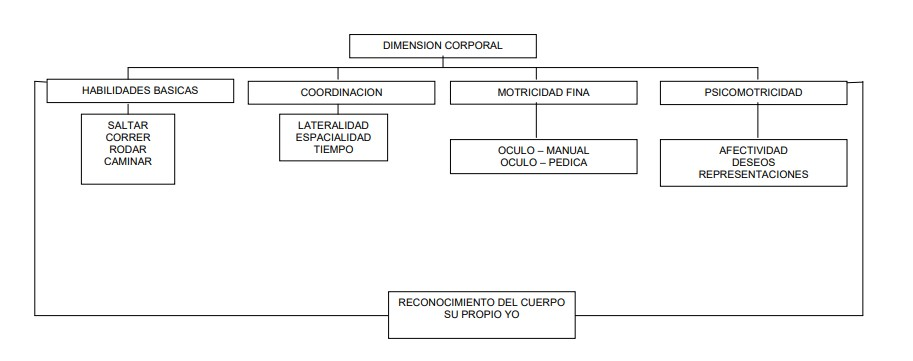 DIMENSION CORPORAL
HABILIDADES BASICAS
COORDINACION
MOTRICIDAD FINA
PSICOMOTRICIDAD
SALTAR
CORRER
RODAR
CAMINAR
LATERALIDAD
ESPACIALIDAD
TIEMPO
OCULO – MANUAL
OCULO – PEDICA
AFECTIVIDAD
DESEOS
REPRESENTACIONES
RECONOCIMIENTO DEL CUERPO
SU PROPIO YO